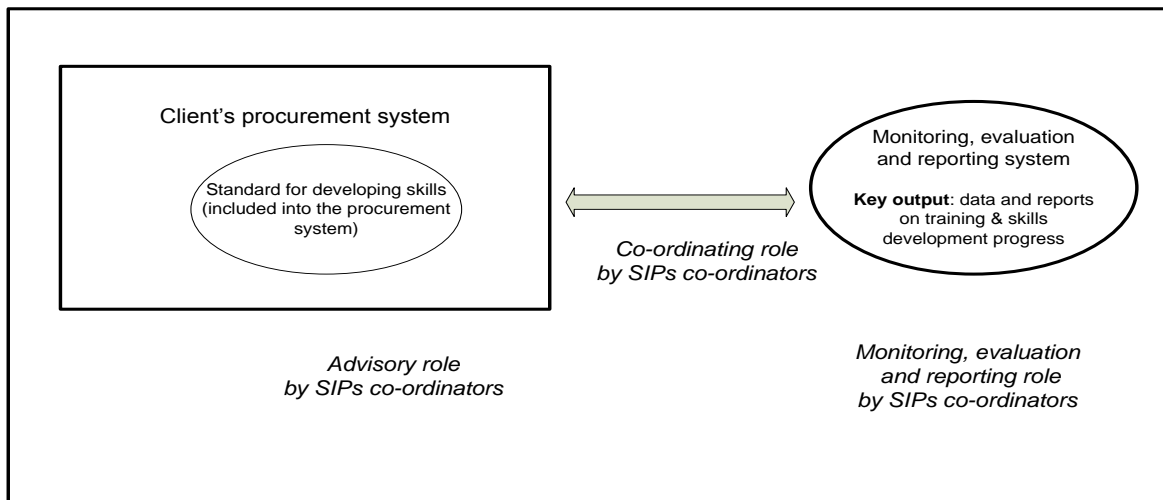 Client’s procurement system
Standard for developing skills
(included into the procurement
system)
Co-ordinating role
by SIPs co-ordinators
Monitoring, evaluation
and reporting system
Key output: data and reports
on training & skills
development progress
Advisory role
by SIPs co-ordinators
Monitoring, evaluation
and reporting role
by SIPs co-ordinators